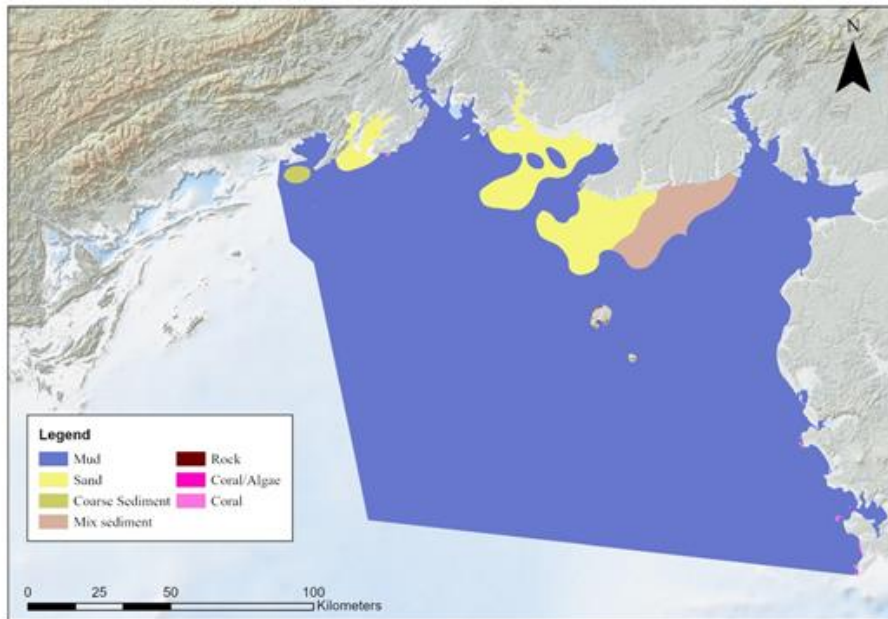 N
Legend
Mud
Sand
Coarse Sediment
Mix sediment
Rock
Coral/Algae
Coral
0 25 50 100
Kilometers